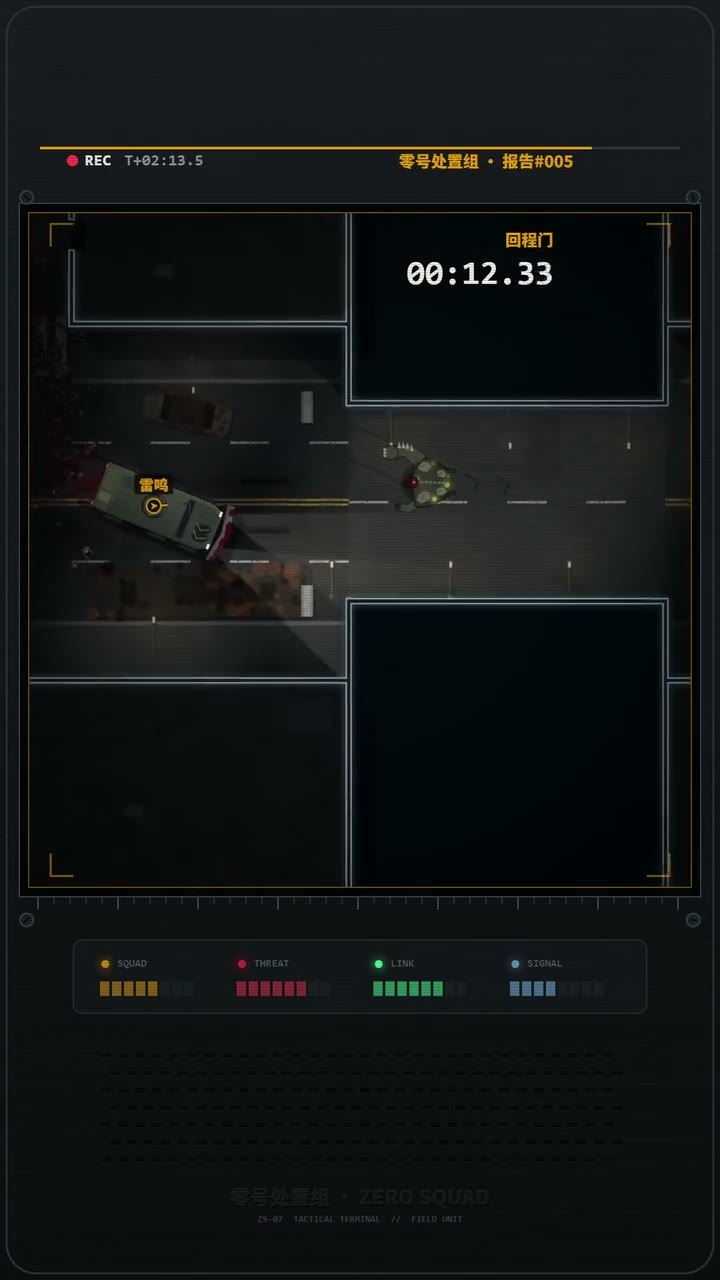 REC T+02:13.5
零号处置组 · 报告#005
回程门
00:12.33
雷鸣
SQUAD THREAT LINK SIGNAL
零号处置组 · ZERO SQUAD
ZS-07 TACTICAL TERMINAL // FIELD UNIT